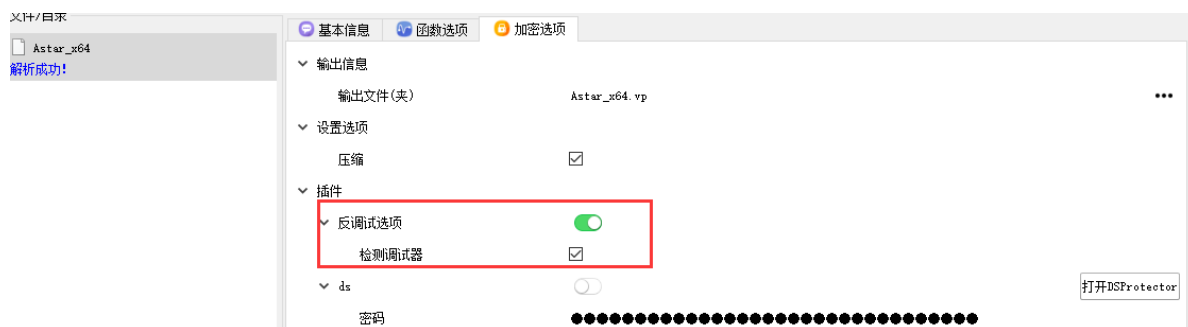 文件/目录
Astar_x64
解析成功!
基本信息 函数选项 加密选项
输出信息
输出文件(夹) Astar_x64.vp •••
设置选项
压缩
插件
反调试选项
检测调试器
ds 打开DSProtector
密码 ●●●●●●●●●●●●●●●●●●●●●●●●●●●●●●●●